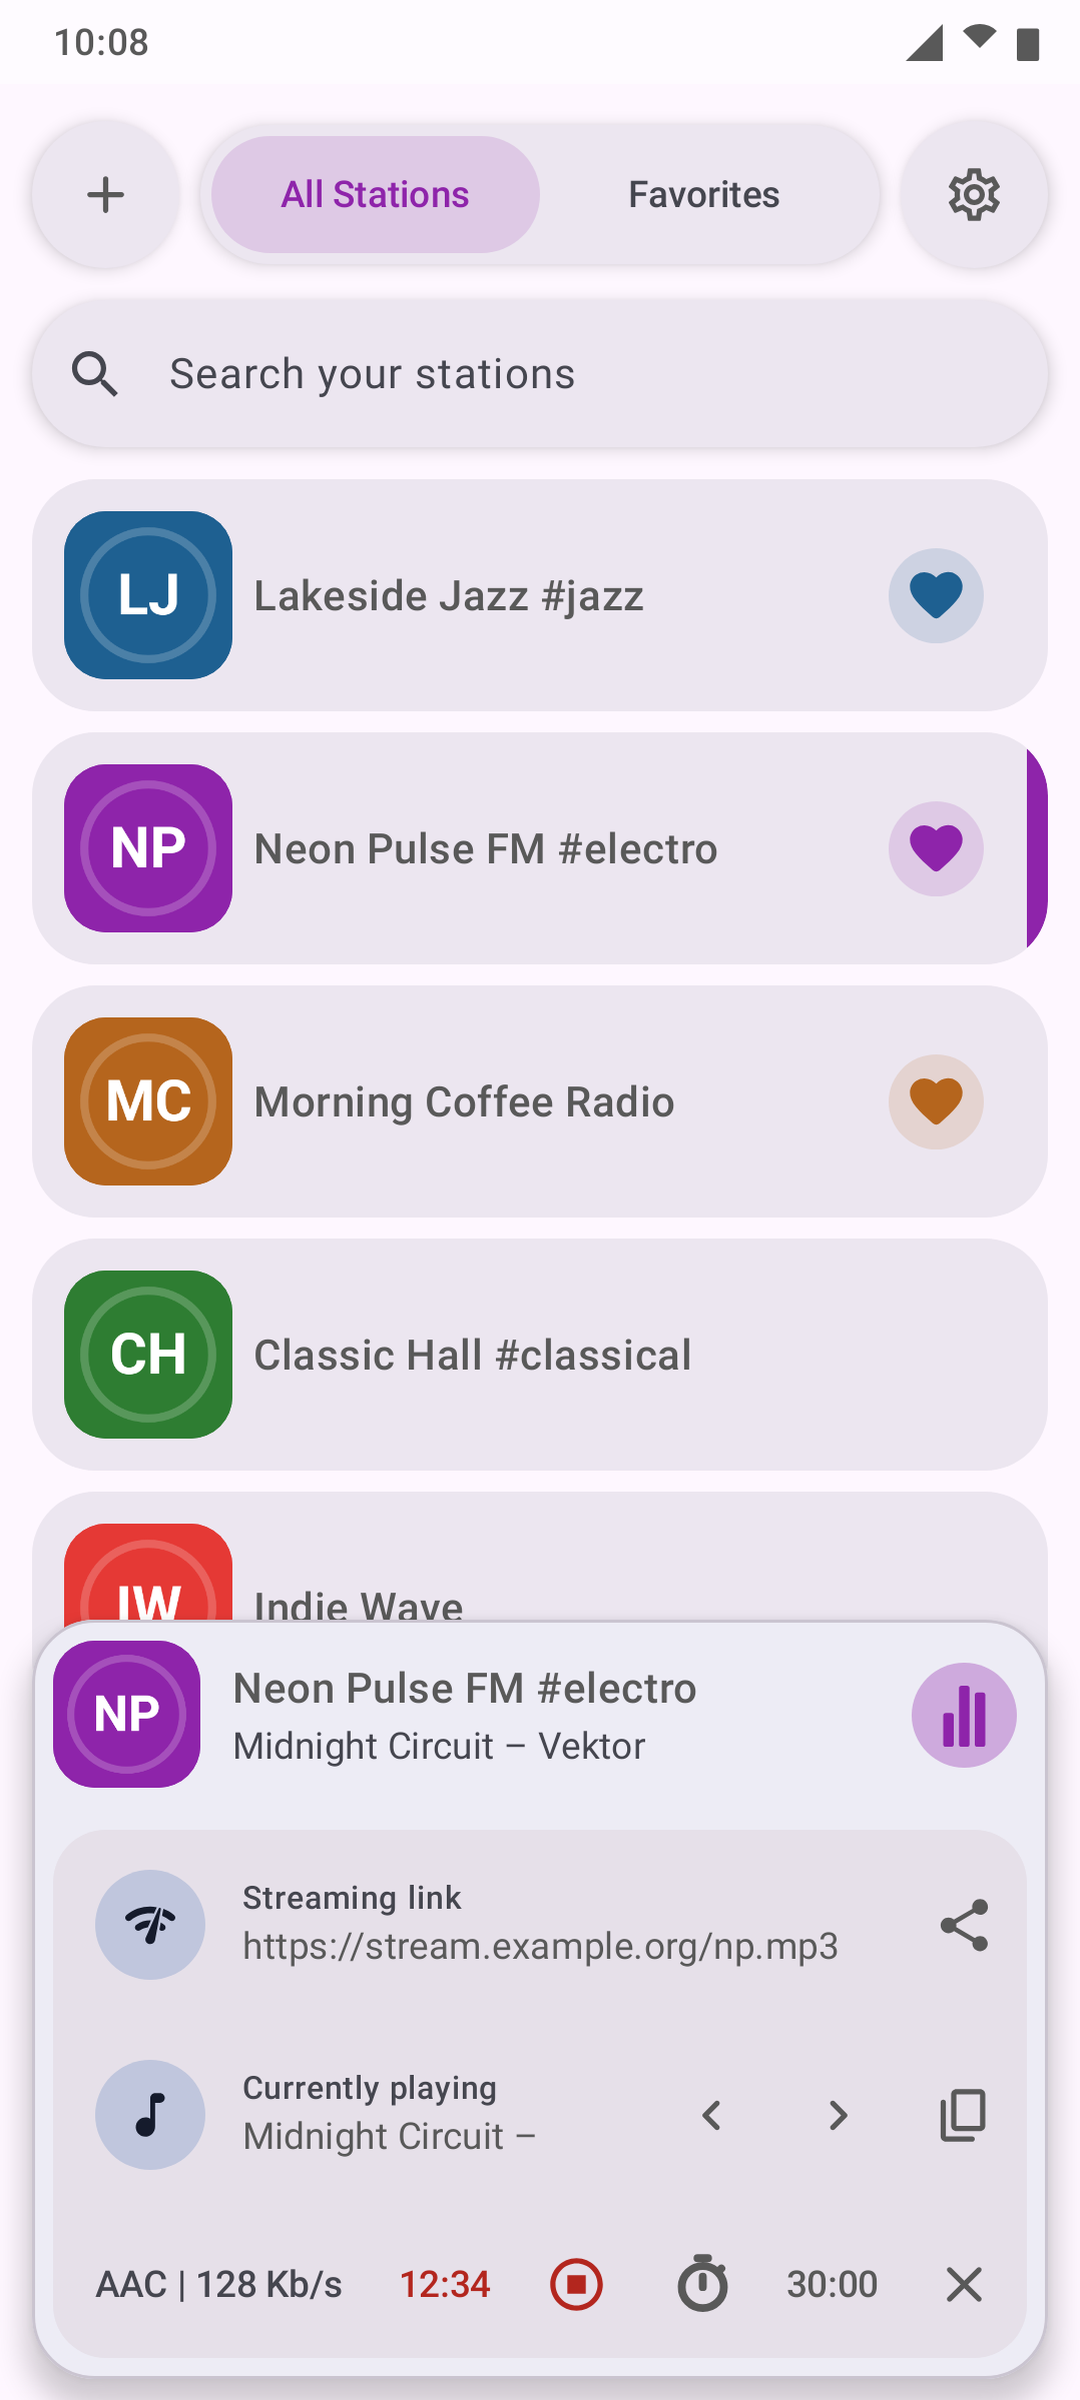 10:08
All Stations
Favorites
Search your stations
LJ
Lakeside Jazz #jazz
NP
Neon Pulse FM #electro
MC
Morning Coffee Radio
CH
Classic Hall #classical
IW
Indie Wave
NP
Neon Pulse FM #electro
Midnight Circuit – Vektor
Streaming link
https://stream.example.org/np.mp3
Currently playing
Midnight Circuit –
AAC | 128 Kb/s
12:34
30:00